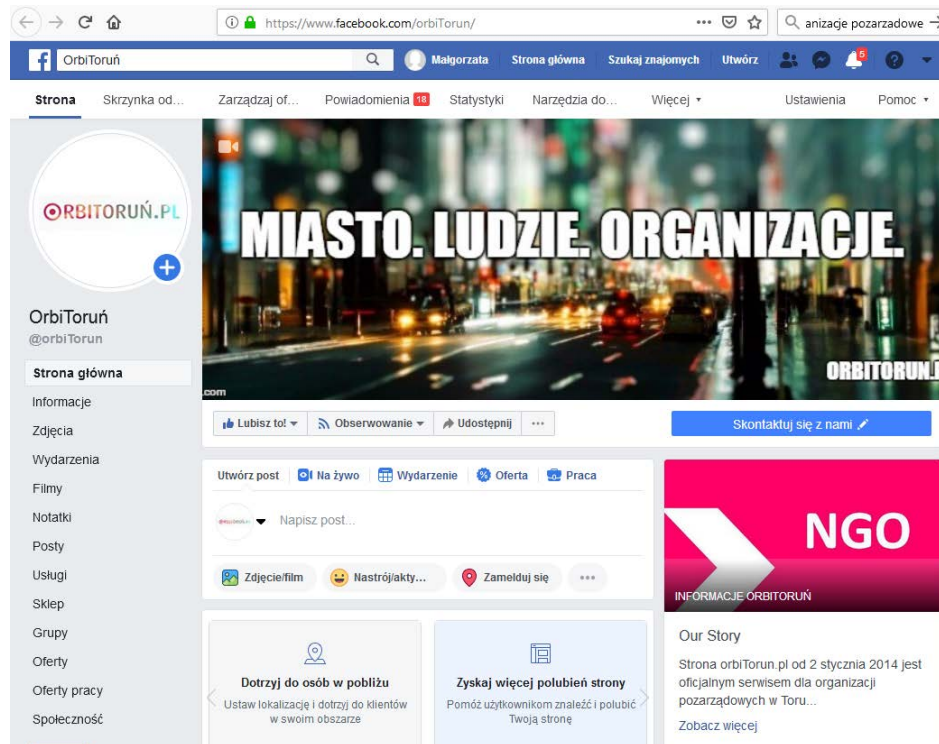 https://www.facebook.com/orbiTorun/
anizacje pozarzadowe
OrbiToruń
Małgorzata
Strona główna
Szukaj znajomych
Utwórz
5
Strona
Skrzynka od...
Zarządzaj of...
Powiadomienia 18
Statystyki
Narzędzia do...
Więcej
Ustawienia
Pomoc
ORBITORUŃ.PL
OrbiToruń
@orbiTorun
Strona główna
Informacje
Zdjęcia
Wydarzenia
Filmy
Notatki
Posty
Usługi
Sklep
Grupy
Oferty
Oferty pracy
Społeczność
MIASTO. LUDZIE. ORGANIZACJE.
ORBITORUN.
.com
Lubisz to!
Obserwowanie
Udostępnij
Skontaktuj się z nami
Utwórz post
Na żywo
Wydarzenie
Oferta
Praca
Napisz post...
Zdjęcie/film
Nastrój/akty...
Zamelduj się
Dotrzyj do osób w pobliżu
Ustaw lokalizację i dotrzyj do klientów
w swoim obszarze
Zyskaj więcej polubień strony
Pomóż użytkownikom znaleźć i polubić
Twoją stronę
NGO
INFORMACJE ORBITORUŃ
Our Story
Strona orbiTorun.pl od 2 stycznia 2014 jest
oficjalnym serwisem dla organizacji
pozarządowych w Toru...
Zobacz więcej